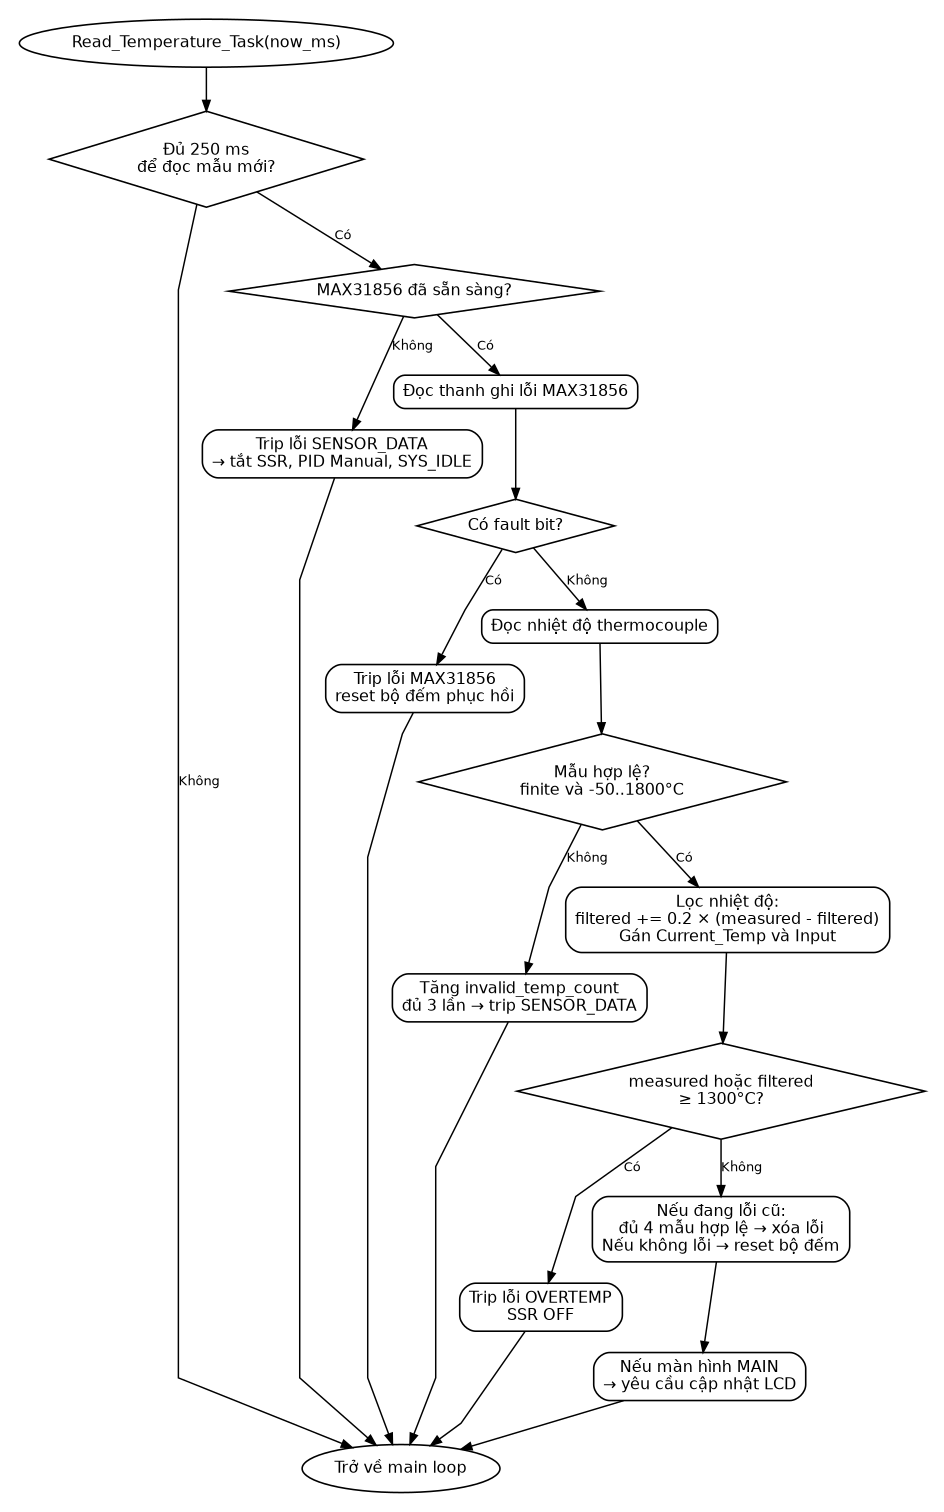 Read_Temperature_Task(now_ms)
Đủ 250 ms
để đọc mẫu mới?
Có
MAX31856 đã sẵn sàng?
Không
Có
Đọc thanh ghi lỗi MAX31856
Trip lỗi SENSOR_DATA
→ tắt SSR, PID Manual, SYS_IDLE
Có fault bit?
Có
Không
Đọc nhiệt độ thermocouple
Trip lỗi MAX31856
reset bộ đếm phục hồi
Mẫu hợp lệ?
finite và -50..1800°C
Không
Không
Có
Lọc nhiệt độ:
filtered += 0.2 × (measured - filtered)
Gán Current_Temp và Input
Tăng invalid_temp_count
đủ 3 lần → trip SENSOR_DATA
measured hoặc filtered
≥ 1300°C?
Có
Không
Nếu đang lỗi cũ:
đủ 4 mẫu hợp lệ → xóa lỗi
Nếu không lỗi → reset bộ đếm
Trip lỗi OVERTEMP
SSR OFF
Nếu màn hình MAIN
→ yêu cầu cập nhật LCD
Trở về main loop